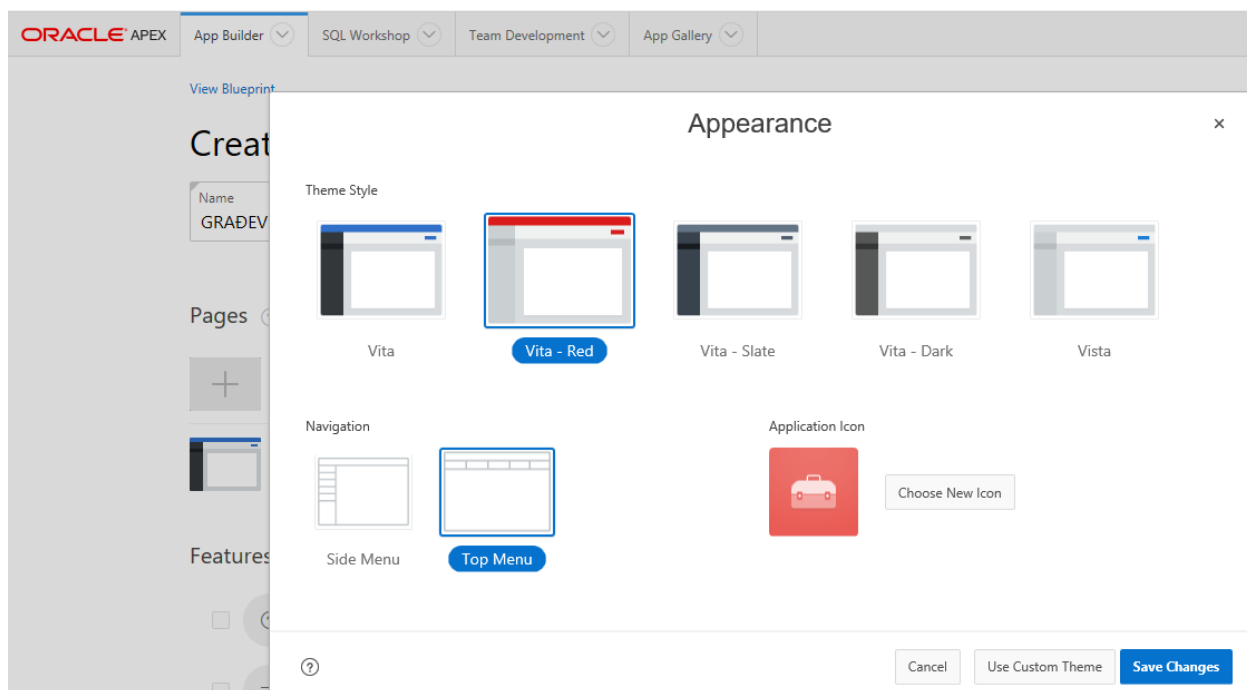 ORACLE APEX App Builder SQL Workshop Team Development App Gallery
View Blueprint
Appearance
Creat
Name
GRAĐEV
Theme Style
Vita Vita - Red Vita - Slate Vita - Dark Vista
Pages
Navigation
Application Icon
Choose New Icon
Side Menu Top Menu
Features
Cancel Use Custom Theme Save Changes